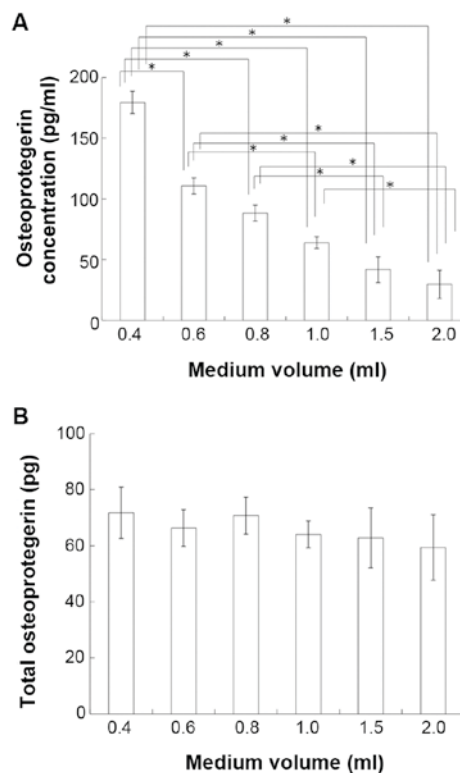 A
Osteoprotegerin
concentration (pg/ml)
200
150
100
50
0
* * * * * * * * * * *
0.4 0.6 0.8 1.0 1.5 2.0
Medium volume (ml)
B
Total osteoprotegerin (pg)
100
80
60
40
20
0
0.4 0.6 0.8 1.0 1.5 2.0
Medium volume (ml)